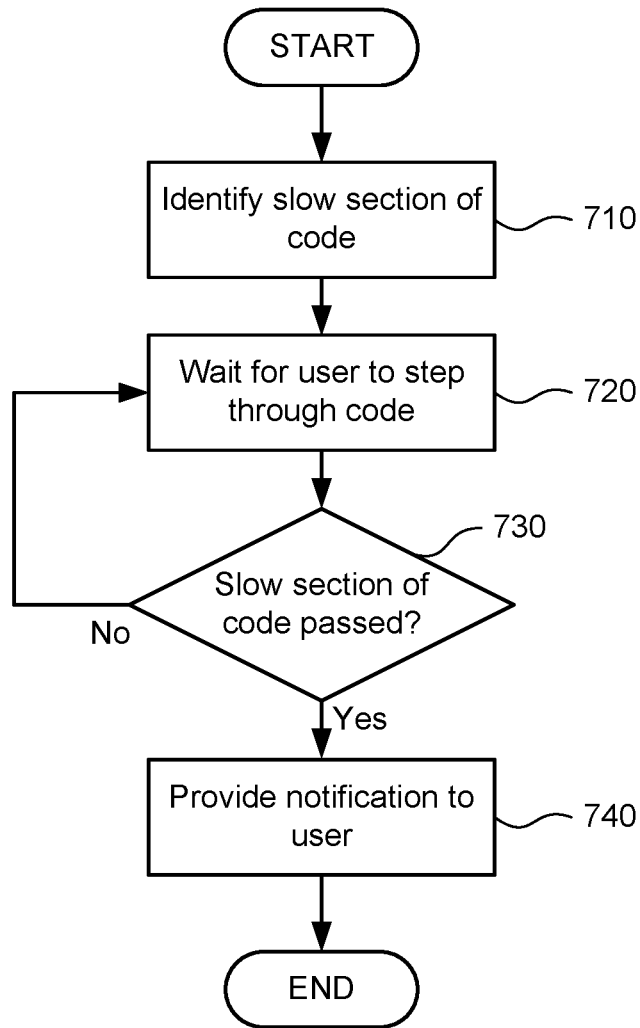 START
Identify slow section of
code
710
Wait for user to step
through code
720
730
Slow section of
code passed?
No
Yes
Provide notification to
user
740
END